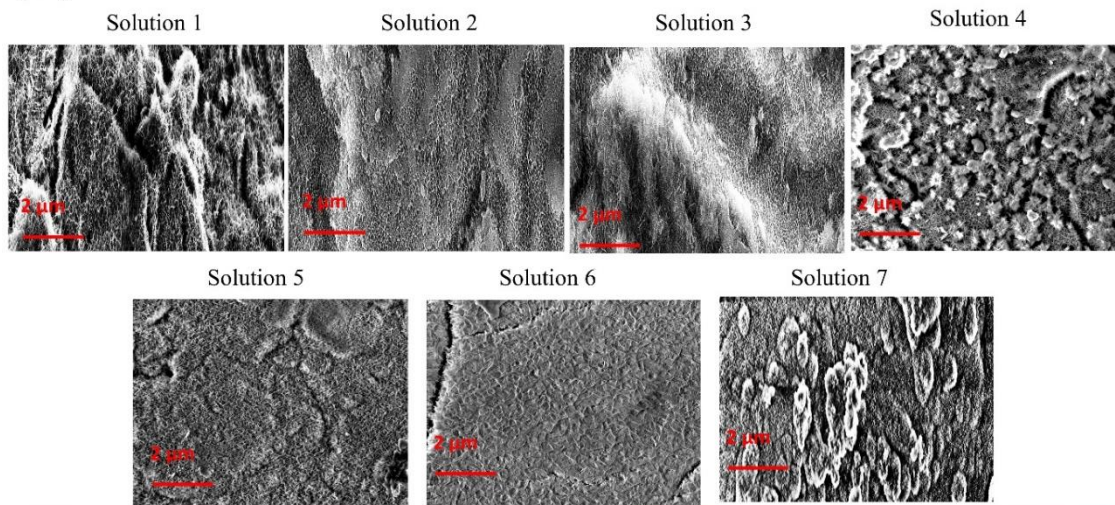 Solution 1
Solution 2
Solution 3
Solution 4
2 μm
2 μm
2 μm
2 μm
Solution 5
Solution 6
Solution 7
2 μm
2 μm
2 μm